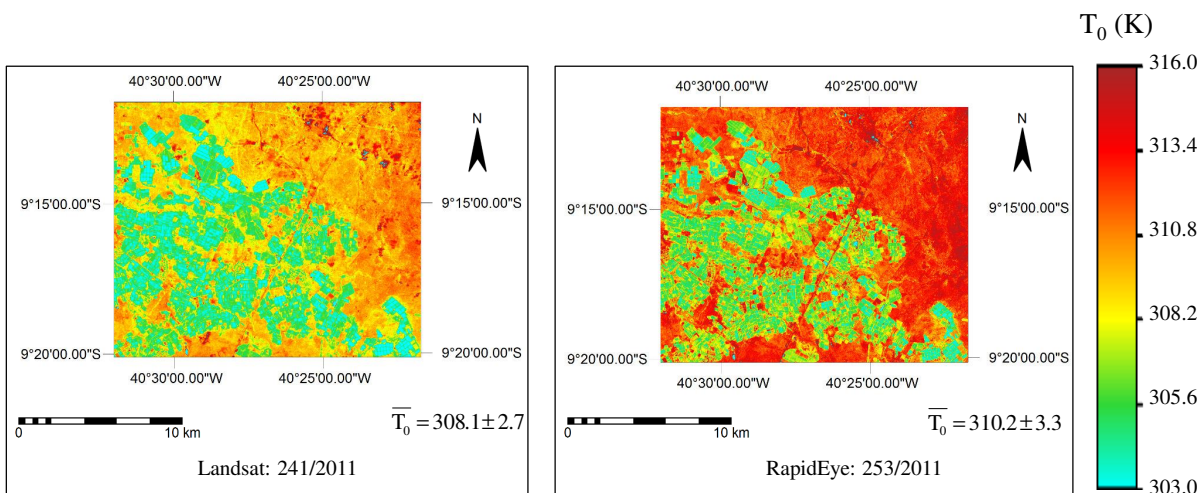 T0 (K)
40°30'00.00"W 40°25'00.00"W
N
9°15'00.00"S 9°15'00.00"S
9°20'00.00"S 9°20'00.00"S
40°30'00.00"W 40°25'00.00"W
0 10 km
T0 = 308.1±2.7
Landsat: 241/2011
40°30'00.00"W 40°25'00.00"W
N
9°15'00.00"S 9°15'00.00"S
9°20'00.00"S 9°20'00.00"S
40°30'00.00"W 40°25'00.00"W
0 10 km
T0 = 310.2±3.3
RapidEye: 253/2011
316.0
313.4
310.8
308.2
305.6
303.0